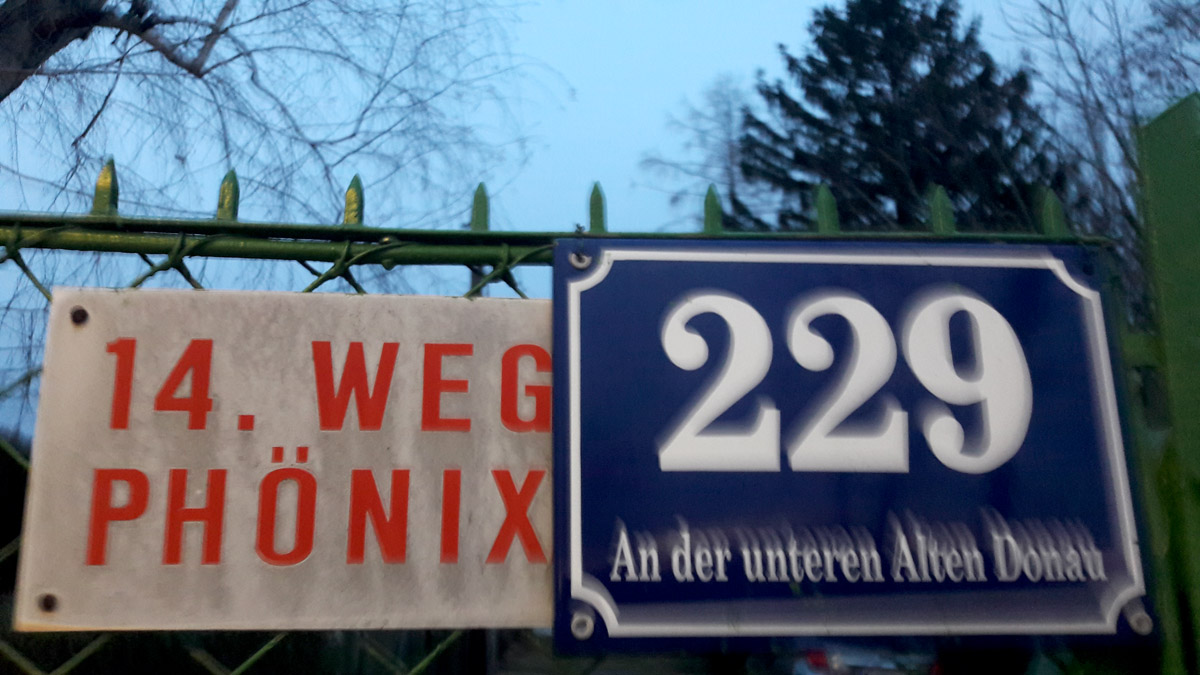 14. WEG
PHÖNIX
229
An der unteren Alten Donau